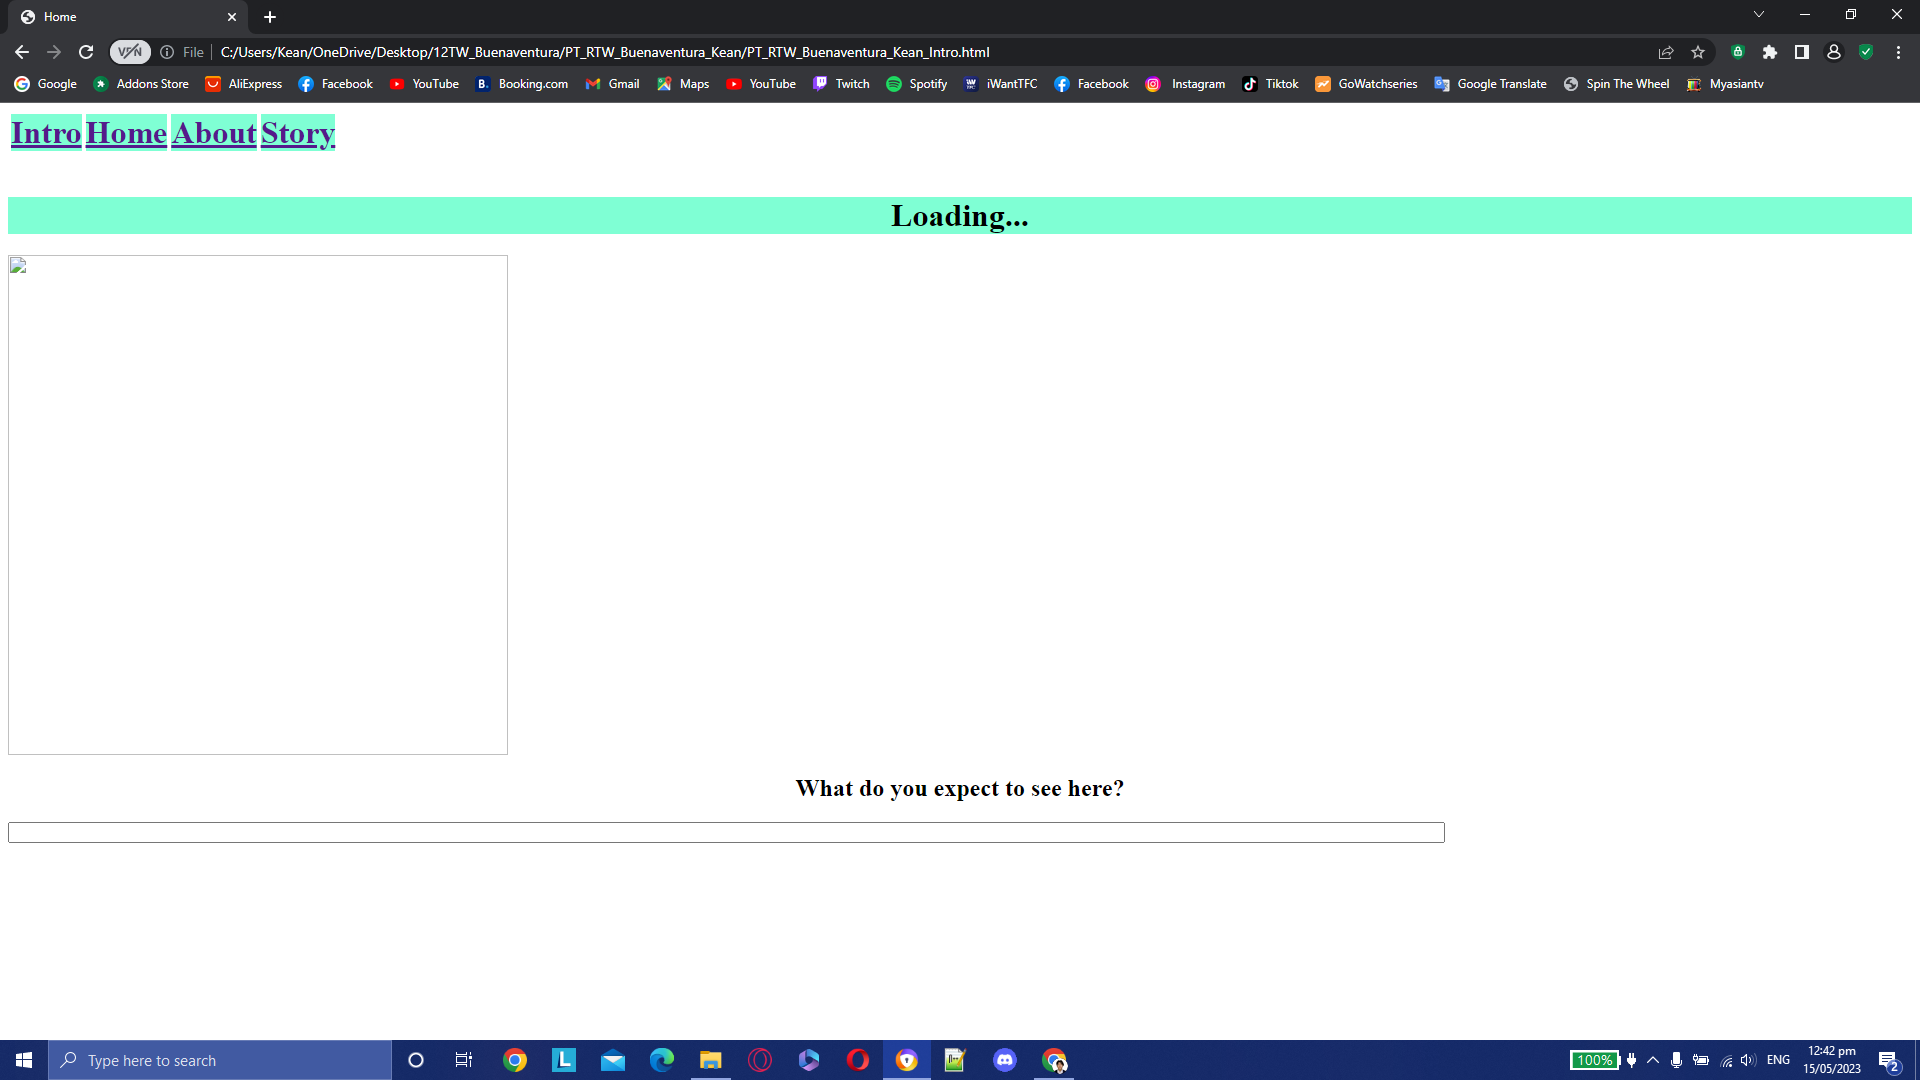 Home
VPN
File
C:/Users/Kean/OneDrive/Desktop/12TW_Buenaventura/PT_RTW_Buenaventura_Kean/PT_RTW_Buenaventura_Kean_Intro.html
Google Addons Store AliExpress Facebook YouTube Booking.com Gmail Maps YouTube Twitch Spotify iWantTFC Facebook Instagram Tiktok GoWatchseries Google Translate Spin The Wheel Myasiantv
Intro Home About Story
Loading...
What do you expect to see here?
Type here to search
100%
ENG
12:42 pm
15/05/2023
2